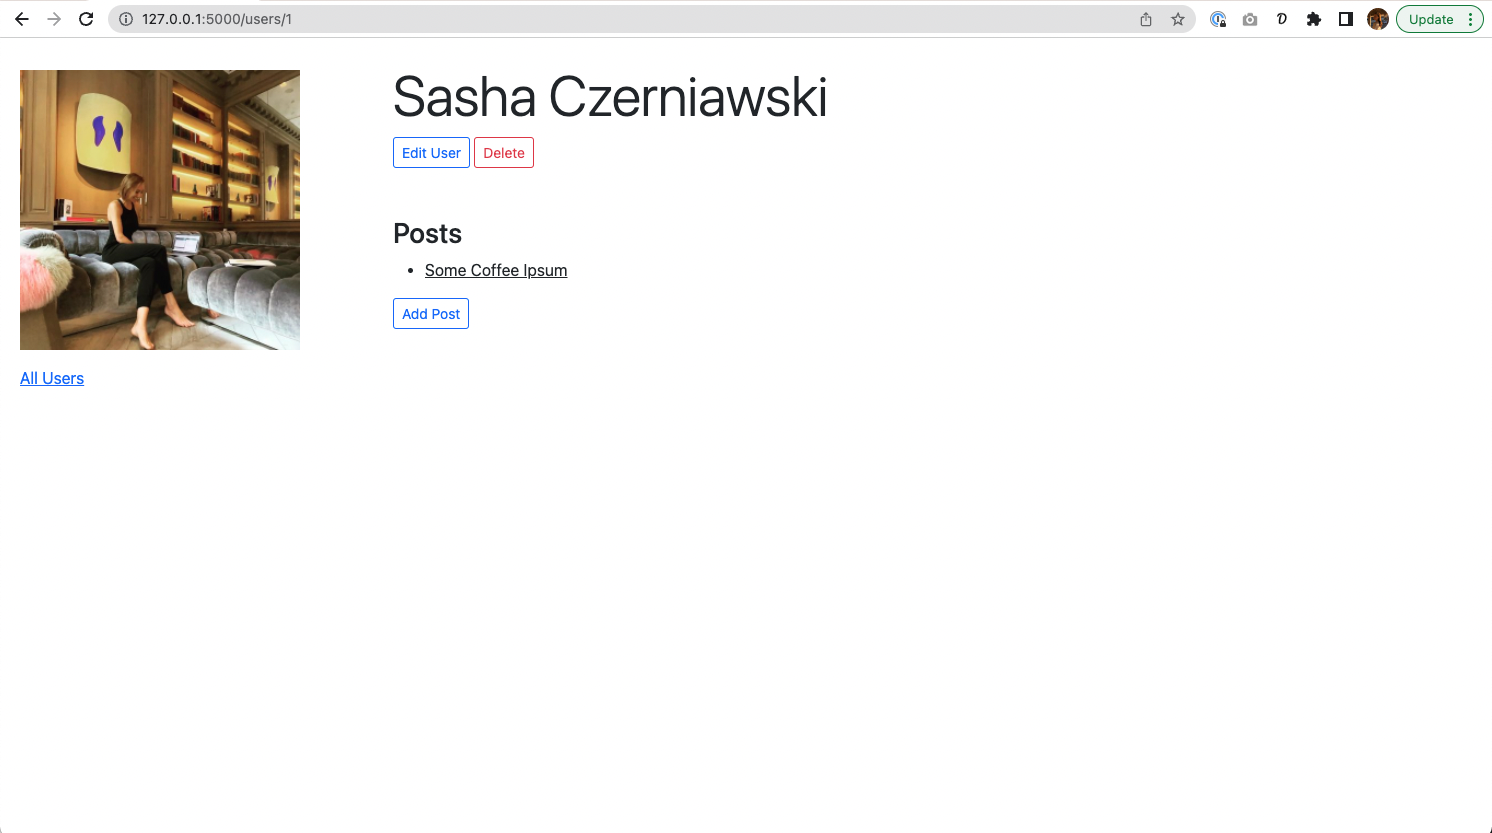 127.0.0.1:5000/users/1
Update
Sasha Czerniawski
Edit User
Delete
Posts
Some Coffee Ipsum
Add Post
All Users